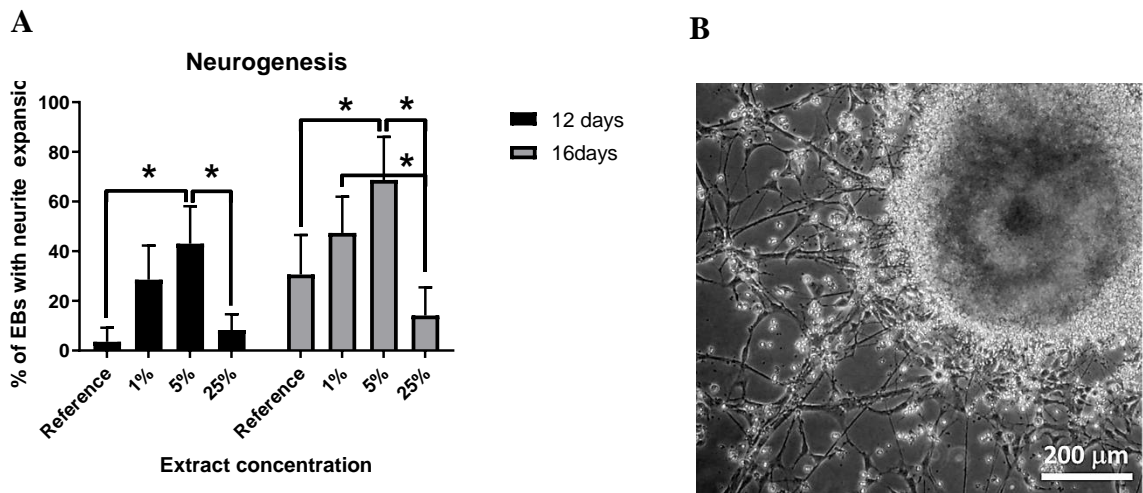 A
B
Neurogenesis
% of EBs with neurite expansic
100
80
60
40
20
0
* * * * *
12 days
16days
Reference 1% 5% 25% Reference 1% 5% 25%
Extract concentration
200 μm